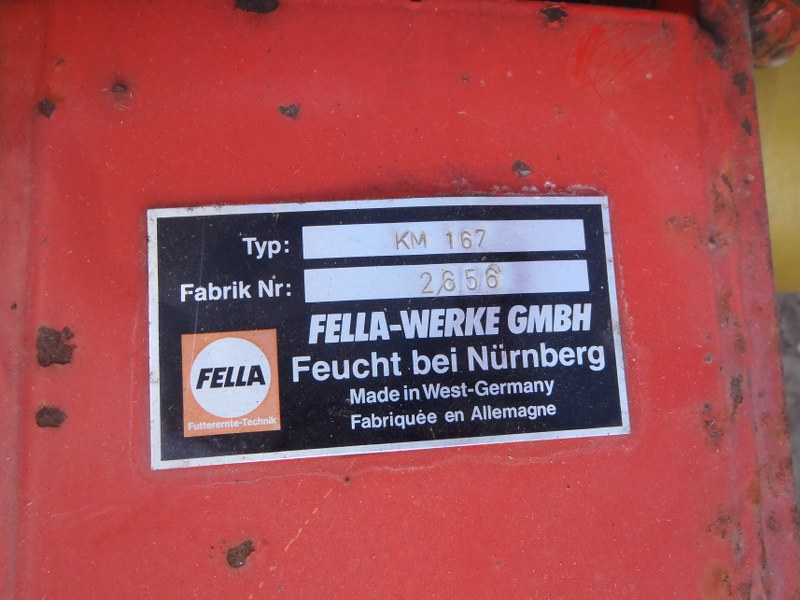 Typ: KM 167
Fabrik Nr: 2656
FELLA-WERKE GMBH
Feucht bei Nürnberg
Made in West-Germany
Fabriquée en Allemagne
FELLA
Futterernte-Technik